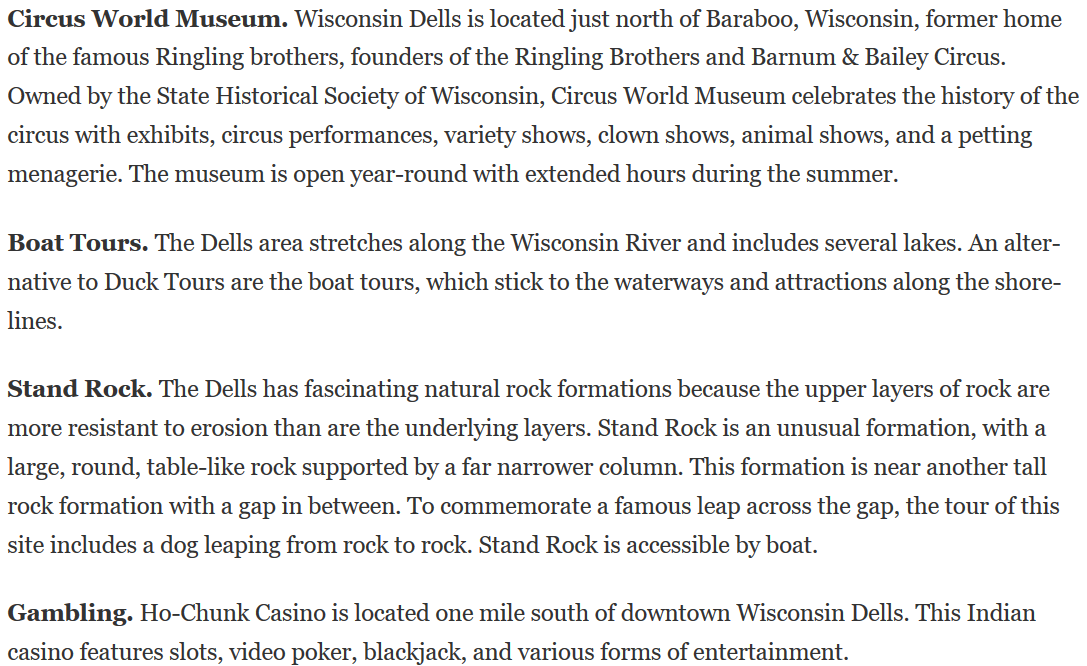 Circus World Museum. Wisconsin Dells is located just north of Baraboo, Wisconsin, former home
of the famous Ringling brothers, founders of the Ringling Brothers and Barnum & Bailey Circus.
Owned by the State Historical Society of Wisconsin, Circus World Museum celebrates the history of the
circus with exhibits, circus performances, variety shows, clown shows, animal shows, and a petting
menagerie. The museum is open year-round with extended hours during the summer.
Boat Tours. The Dells area stretches along the Wisconsin River and includes several lakes. An alter-
native to Duck Tours are the boat tours, which stick to the waterways and attractions along the shore-
lines.
Stand Rock. The Dells has fascinating natural rock formations because the upper layers of rock are
more resistant to erosion than are the underlying layers. Stand Rock is an unusual formation, with a
large, round, table-like rock supported by a far narrower column. This formation is near another tall
rock formation with a gap in between. To commemorate a famous leap across the gap, the tour of this
site includes a dog leaping from rock to rock. Stand Rock is accessible by boat.
Gambling. Ho-Chunk Casino is located one mile south of downtown Wisconsin Dells. This Indian
casino features slots, video poker, blackjack, and various forms of entertainment.